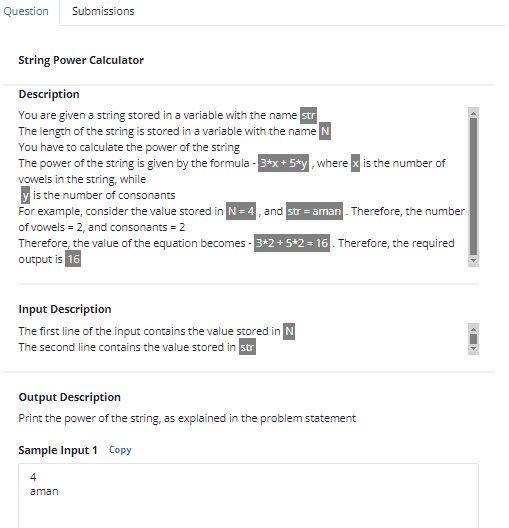 Question Submissions
String Power Calculator
Description
You are given a string stored in a variable with the name str
The length of the string is stored in a variable with the name N
You have to calculate the power of the string
The power of the string is given by the formula - 3*x + 5*y , where x is the number of
vowels in the string, while
y is the number of consonants
For example, consider the value stored in N = 4 , and str = aman . Therefore, the number
of vowels = 2, and consonants = 2
Therefore, the value of the equation becomes - 3*2 + 5*2 = 16 . Therefore, the required
output is 16
Input Description
The first line of the input contains the value stored in N
The second line contains the value stored in str
Output Description
Print the power of the string, as explained in the problem statement
Sample Input 1 Copy
4
aman